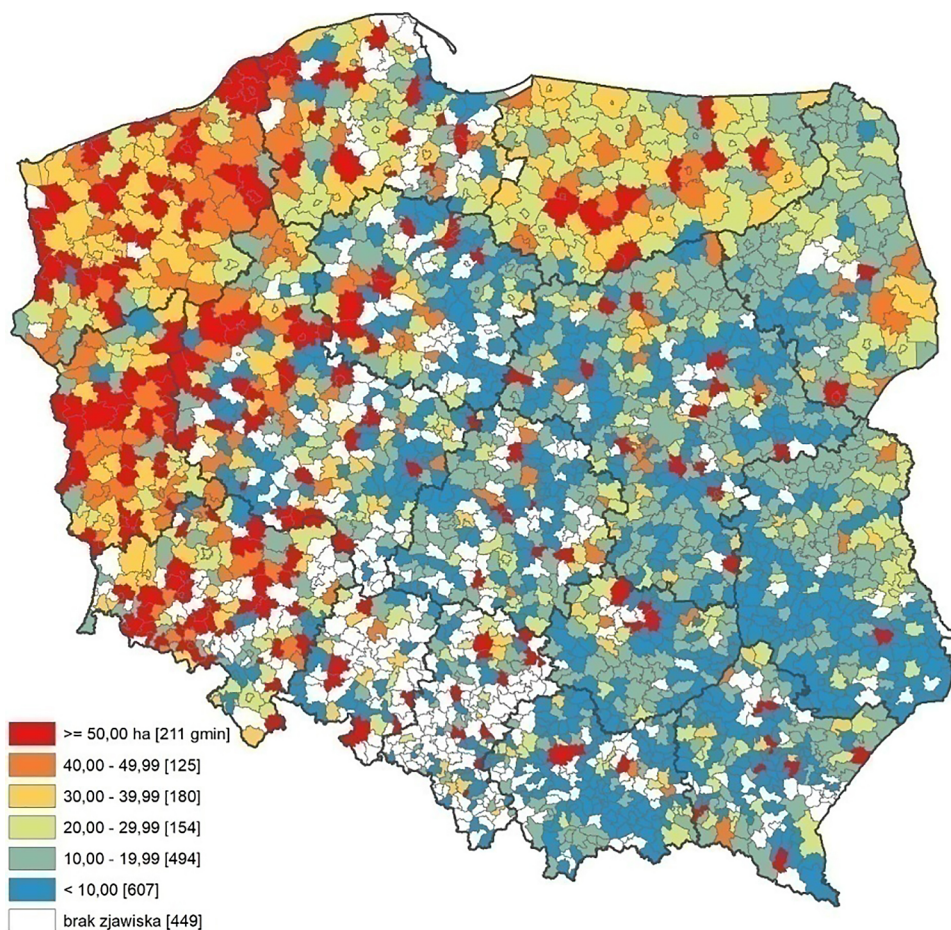 >= 50,00 ha [211 gmin]
40,00 - 49,99 [125]
30,00 - 39,99 [180]
20,00 - 29,99 [154]
10,00 - 19,99 [494]
< 10,00 [607]
brak zjawiska [449]